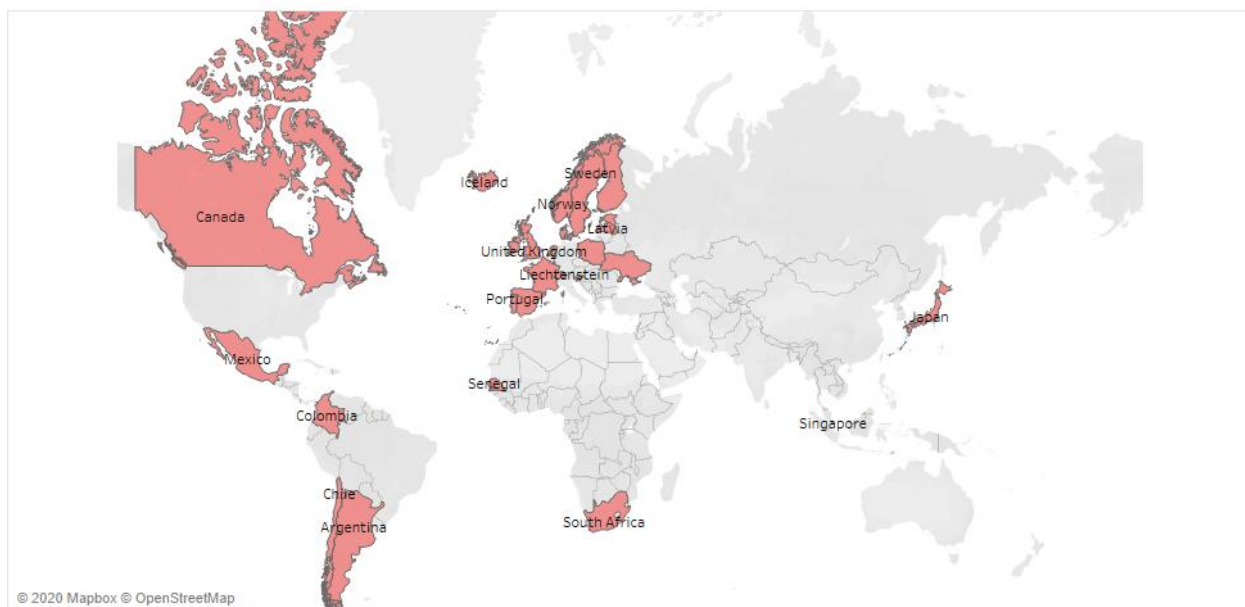 Sweden
Iceland
Norway
Canada
Latvia
United Kingdom
Liechtenstein
Portugal
Japan
Mexico
Senegal
Colombia
Singapore
Chile
South Africa
Argentina
© 2020 Mapbox © OpenStreetMap